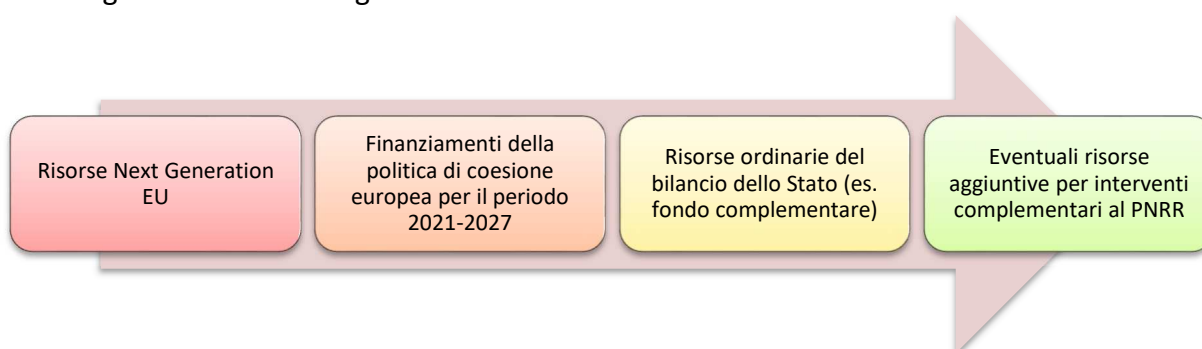 Risorse Next Generation
EU
Finanziamenti della
politica di coesione
europea per il periodo
2021-2027
Risorse ordinarie del
bilancio dello Stato (es.
fondo complementare)
Eventuali risorse
aggiuntive per interventi
complementari al PNRR